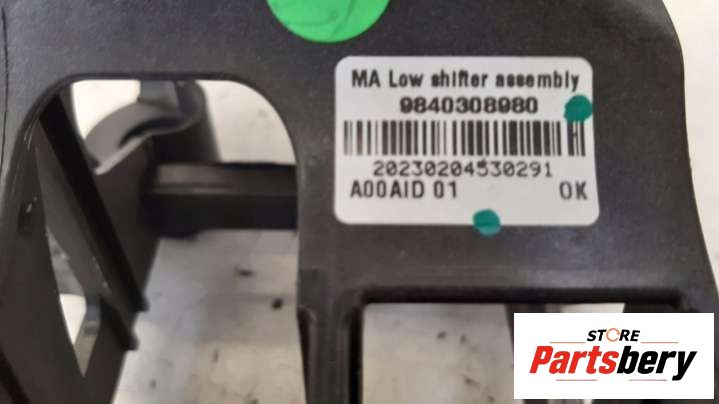 MA Low shifter assembly
9840308980
20230204530291
A00AID 01 OK
STORE
Partsbery